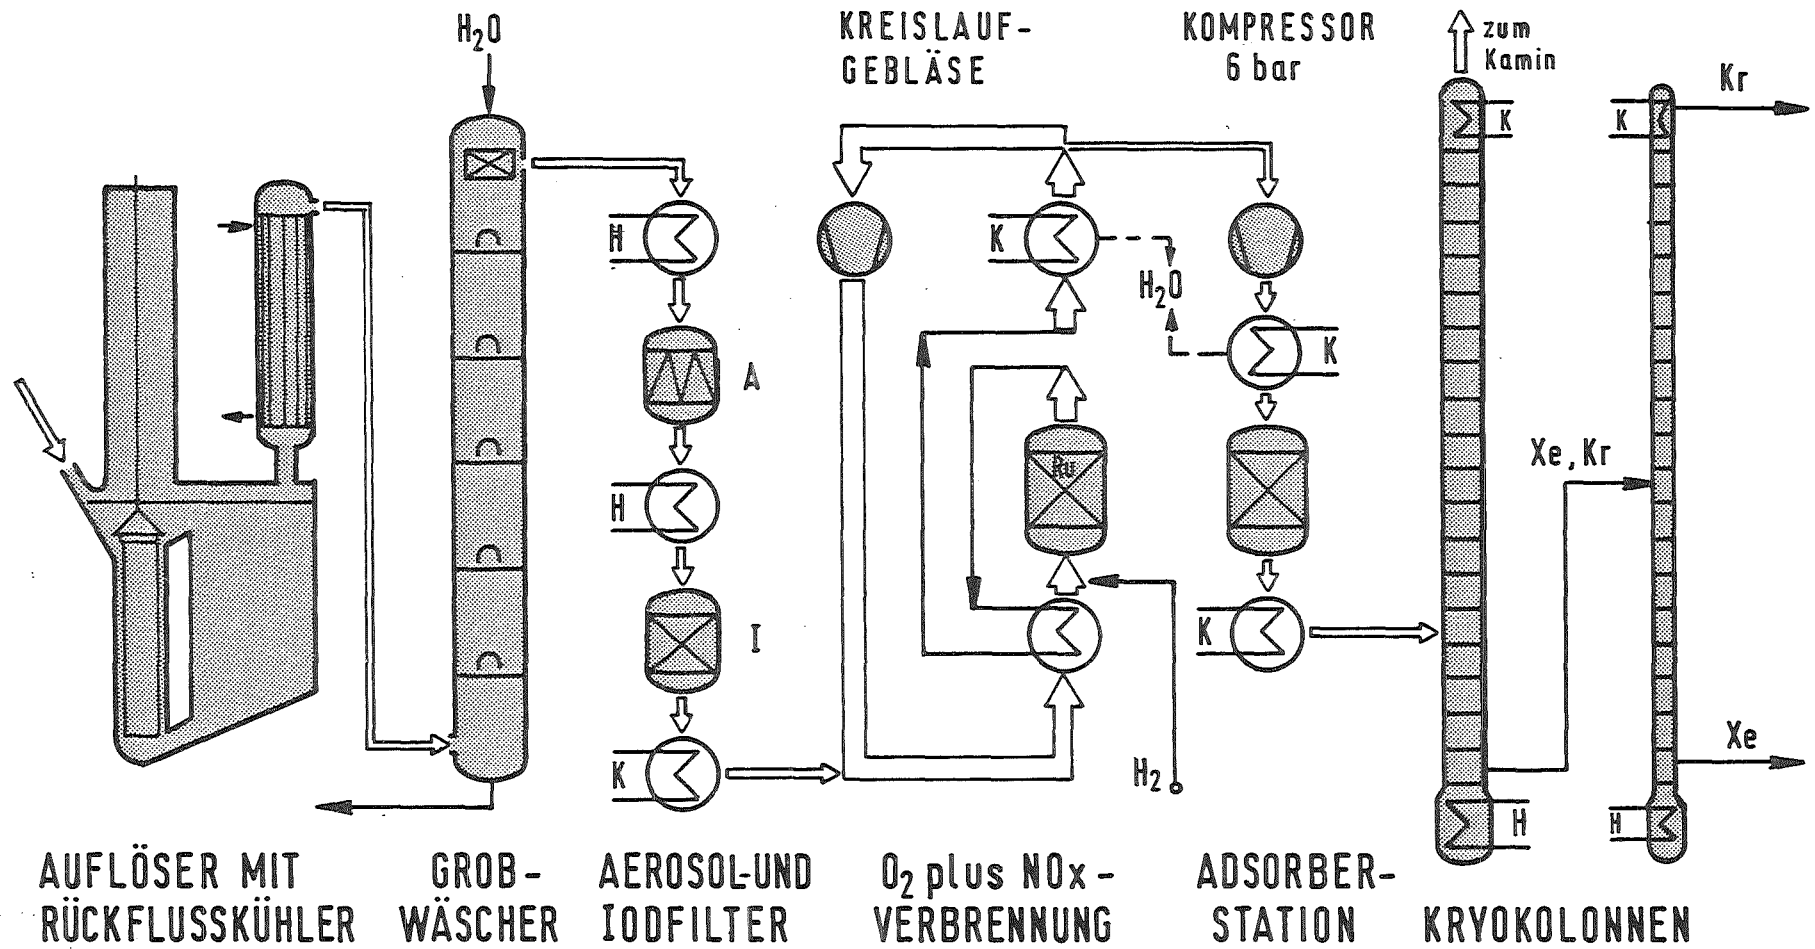 H₂O
KREISLAUF-
GEBLÄSE
KOMPRESSOR
6 bar
zum
Kamin
Kr
K
K
H
K
H₂O
K
A
Ru
Xe, Kr
H
I
K
K
H₂
Xe
H
H
AUFLÖSER MIT
RÜCKFLUSSKÜHLER
GROB-
WÄSCHER
AEROSOL-UND
IODFILTER
O₂ plus NOx-
VERBRENNUNG
ADSORBER-
STATION
KRYOKOLONNEN